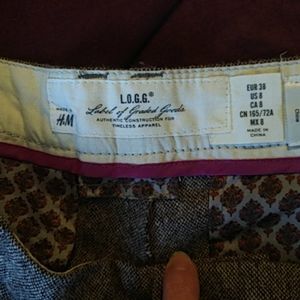 L.O.G.G.®
Label of Graded Goods
AUTHENTIC CONSTRUCTION FOR
TIMELESS APPAREL
H&M
EUR 38
US 8
CA 8
CN 165/72A
MX 8
MADE IN
CHINA